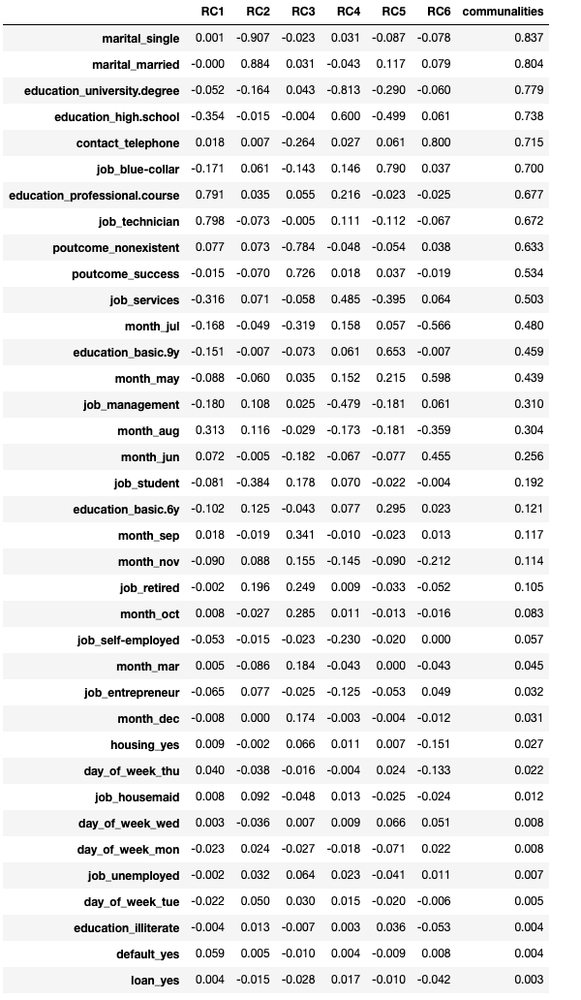 RC1 RC2 RC3 RC4 RC5 RC6 communalities
marital_single 0.001 -0.907 -0.023 0.031 -0.087 -0.078 0.837
marital_married -0.000 0.884 0.031 -0.043 0.117 0.079 0.804
education_university.degree -0.052 -0.164 0.043 -0.813 -0.290 -0.060 0.779
education_high.school -0.354 -0.015 -0.004 0.600 -0.499 0.061 0.738
contact_telephone 0.018 0.007 -0.264 0.027 0.061 0.800 0.715
job_blue-collar -0.171 0.061 -0.143 0.146 0.790 0.037 0.700
education_professional.course 0.791 0.035 0.055 0.216 -0.023 -0.025 0.677
job_technician 0.798 -0.073 -0.005 0.111 -0.112 -0.067 0.672
poutcome_nonexistent 0.077 0.073 -0.784 -0.048 -0.054 0.038 0.633
poutcome_success -0.015 -0.070 0.726 0.018 0.037 -0.019 0.534
job_services -0.316 0.071 -0.058 0.485 -0.395 0.064 0.503
month_jul -0.168 -0.049 -0.319 0.158 0.057 -0.566 0.480
education_basic.9y -0.151 -0.007 -0.073 0.061 0.653 -0.007 0.459
month_may -0.088 -0.060 0.035 0.152 0.215 0.598 0.439
job_management -0.180 0.108 0.025 -0.479 -0.181 0.061 0.310
month_aug 0.313 0.116 -0.029 -0.173 -0.181 -0.359 0.304
month_jun 0.072 -0.005 -0.182 -0.067 -0.077 0.455 0.256
job_student -0.081 -0.384 0.178 0.070 -0.022 -0.004 0.192
education_basic.6y -0.102 0.125 -0.043 0.077 0.295 0.023 0.121
month_sep 0.018 -0.019 0.341 -0.010 -0.023 0.013 0.117
month_nov -0.090 0.088 0.155 -0.145 -0.090 -0.212 0.114
job_retired -0.002 0.196 0.249 0.009 -0.033 -0.052 0.105
month_oct 0.008 -0.027 0.285 0.011 -0.013 -0.016 0.083
job_self-employed -0.053 -0.015 -0.023 -0.230 -0.020 0.000 0.057
month_mar 0.005 -0.086 0.184 -0.043 0.000 -0.043 0.045
job_entrepreneur -0.065 0.077 -0.025 -0.125 -0.053 0.049 0.032
month_dec -0.008 0.000 0.174 -0.003 -0.004 -0.012 0.031
housing_yes 0.009 -0.002 0.066 0.011 0.007 -0.151 0.027
day_of_week_thu 0.040 -0.038 -0.016 -0.004 0.024 -0.133 0.022
job_housemaid 0.008 0.092 -0.048 0.013 -0.025 -0.024 0.012
day_of_week_wed 0.003 -0.036 0.007 0.009 0.066 0.051 0.008
day_of_week_mon -0.023 0.024 -0.027 -0.018 -0.071 0.022 0.008
job_unemployed -0.002 0.032 0.064 0.023 -0.041 0.011 0.007
day_of_week_tue -0.022 0.050 0.030 0.015 -0.020 -0.006 0.005
education_illiterate -0.004 0.013 -0.007 0.003 0.036 -0.053 0.004
default_yes 0.059 0.005 -0.010 0.004 -0.009 0.008 0.004
loan_yes 0.004 -0.015 -0.028 0.017 -0.010 -0.042 0.003